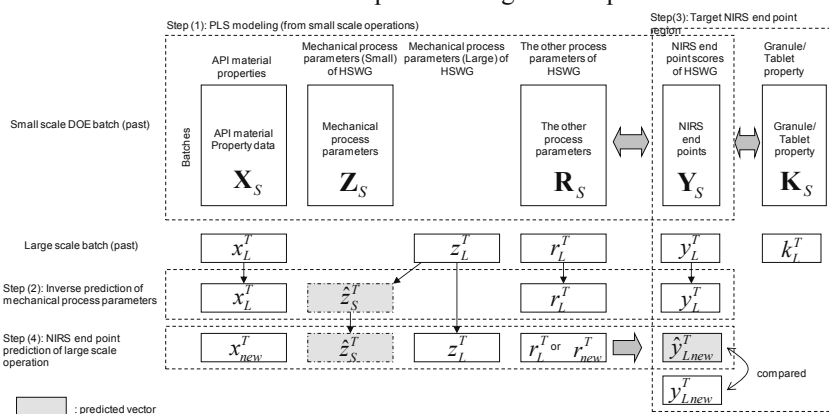 Step (1): PLS modeling (from small scale operations)
Step(3): Target NIRS end point region
API material properties
Mechanical process parameters (Small) of HSWG
Mechanical process parameters (Large) of HSWG
The other process parameters of HSWG
NIRS end point scores of HSWG
Granule/ Tablet property
Small scale DOE batch (past)
Batches
API material Property data
X_S
Mechanical process parameters
Z_S
The other process parameters
R_S
NIRS end points
Y_S
Granule/ Tablet property
K_S
Large scale batch (past)
x_L^T
z_L^T
r_L^T
y_L^T
k_L^T
Step (2): Inverse prediction of mechanical process parameters
x_L^T
ẑ_S^T
r_L^T
y_L^T
Step (4): NIRS end point prediction of large scale operation
x_new^T
ẑ_S^T
z_L^T
r_L^T or r_new^T
ŷ_Lnew^T
compared
y_Lnew^T
: predicted vector